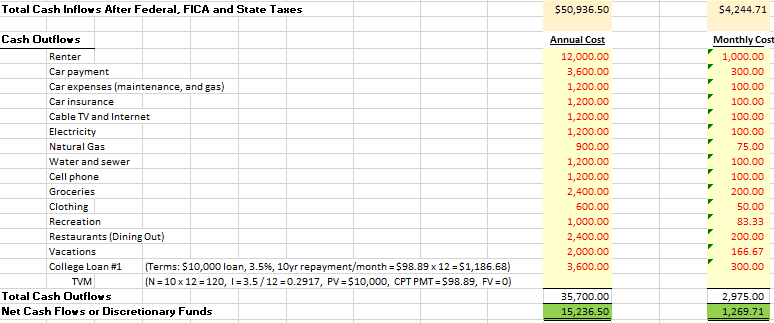 Total Cash Inflows After Federal, FICA and State Taxes $50,936.50 $4,244.71
Cash Outflows Annual Cost Monthly Cost
Renter 12,000.00 1,000.00
Car payment 3,600.00 300.00
Car expenses (maintenance, and gas) 1,200.00 100.00
Car insurance 1,200.00 100.00
Cable TV and Internet 1,200.00 100.00
Electricity 1,200.00 100.00
Natural Gas 900.00 75.00
Water and sewer 1,200.00 100.00
Cell phone 1,200.00 100.00
Groceries 2,400.00 200.00
Clothing 600.00 50.00
Recreation 1,000.00 83.33
Restaurants (Dining Out) 2,400.00 200.00
Vacations 2,000.00 166.67
College Loan #1 (Terms: $10,000 loan, 3.5%, 10yr repayment/month = $98.89 x 12 = $1,186.68) 3,600.00 300.00
TVM (N = 10 x 12 = 120, I = 3.5 / 12 = 0.2917, PV = $10,000, CPT PMT = $98.89, FV = 0)
Total Cash Outflows 35,700.00 2,975.00
Net Cash Flows or Discretionary Funds 15,236.50 1,269.71